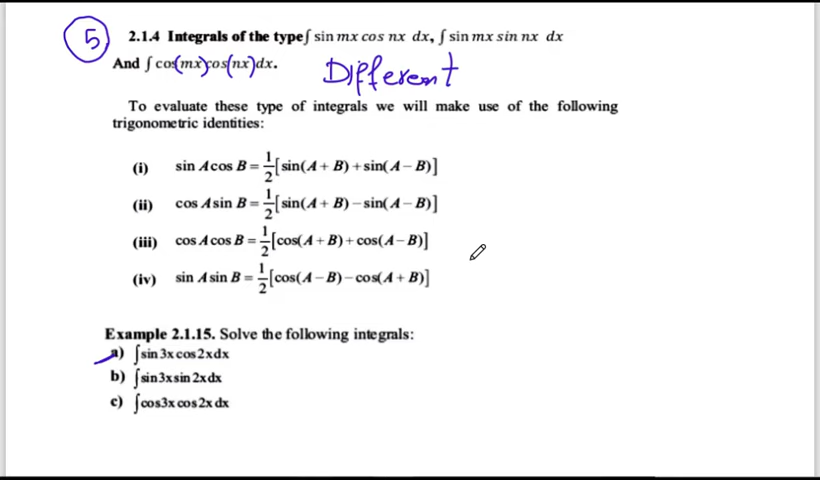 5 2.1.4 Integrals of the type∫ sin mx cos nx dx, ∫ sin mx sin nx dx
And ∫ cos(mx)cos(nx)dx. Different
To evaluate these type of integrals we will make use of the following
trigonometric identities:
(i) sin A cos B = 1/2[sin(A + B) + sin(A − B)]
(ii) cos A sin B = 1/2[sin(A + B) − sin(A − B)]
(iii) cos A cos B = 1/2[cos(A + B) + cos(A − B)]
(iv) sin A sin B = 1/2[cos(A − B) − cos(A + B)]
Example 2.1.15. Solve the following integrals:
a) ∫sin 3x cos 2x dx
b) ∫sin 3x sin 2x dx
c) ∫cos 3x cos 2x dx